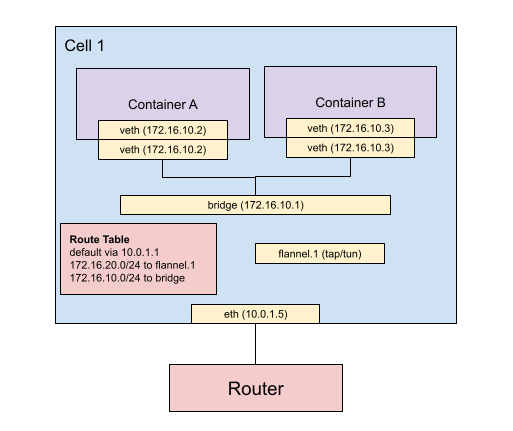 Cell 1
Container A
veth (172.16.10.2)
veth (172.16.10.2)
Container B
veth (172.16.10.3)
veth (172.16.10.3)
bridge (172.16.10.1)
Route Table
default via 10.0.1.1
172.16.20.0/24 to flannel.1
172.16.10.0/24 to bridge
flannel.1 (tap/tun)
eth (10.0.1.5)
Router